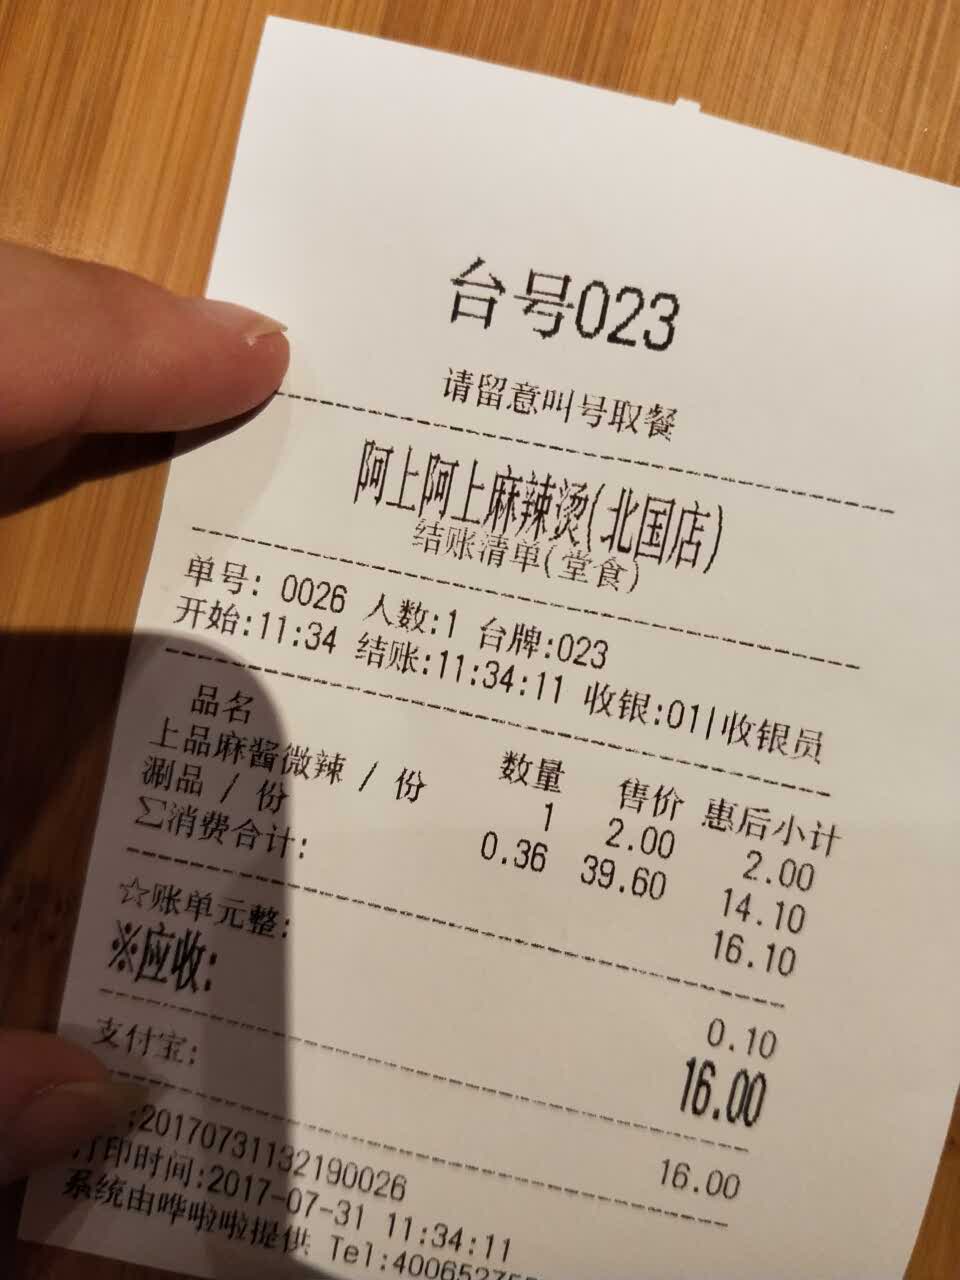 台号023
请留意叫号取餐
阿上阿上麻辣烫(北国店)
结账清单(堂食)
单号: 0026 人数:1 台牌:023
开始:11:34 结账:11:34:11 收银:01|收银员
品名 数量 售价 惠后小计
上品麻酱微辣 / 份 1 2.00 2.00
涮品 / 份 0.36 39.60 14.10
∑消费合计: 16.10
☆账单元整: 0.10
※应收: 16.00
支付宝: 16.00
:20170731132190026
打印时间:2017-07-31 11:34:11
系统由哗啦啦提供 Tel:40065275